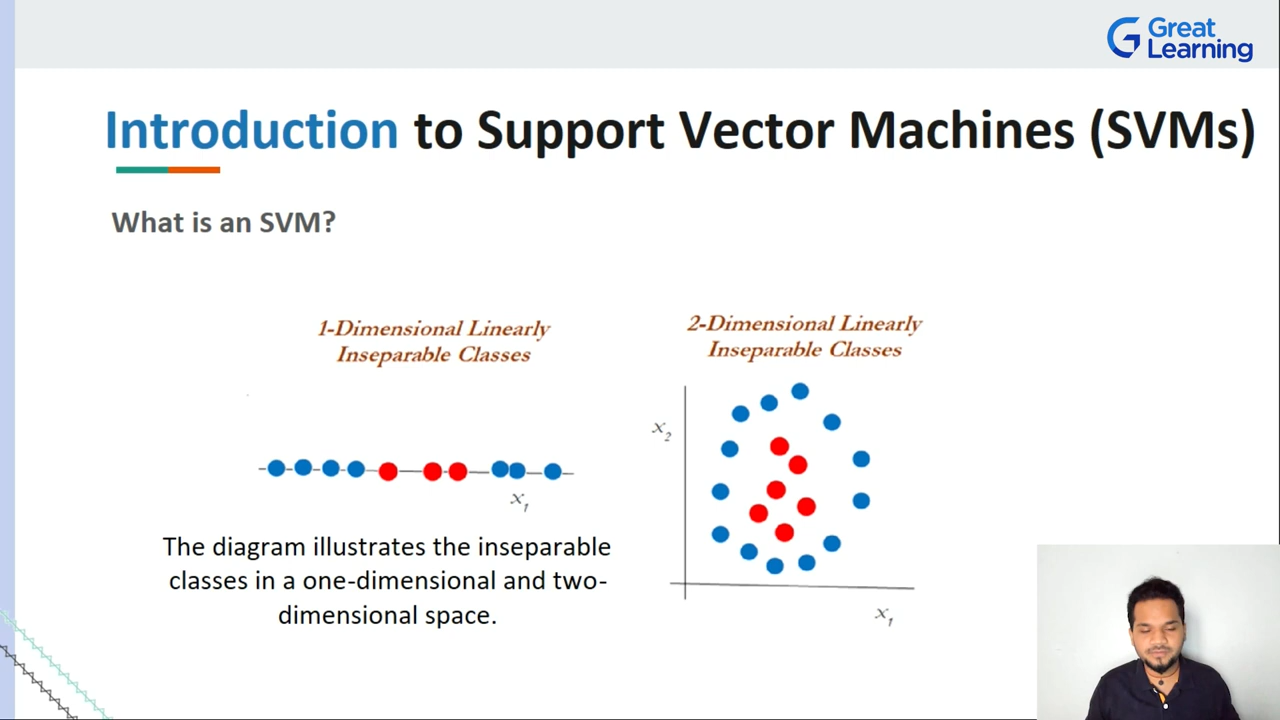 Great
Learning
Introduction to Support Vector Machines (SVMs)
What is an SVM?
1-Dimensional Linearly
Inseparable Classes
x₁
The diagram illustrates the inseparable
classes in a one-dimensional and two-
dimensional space.
2-Dimensional Linearly
Inseparable Classes
x₂
x₁